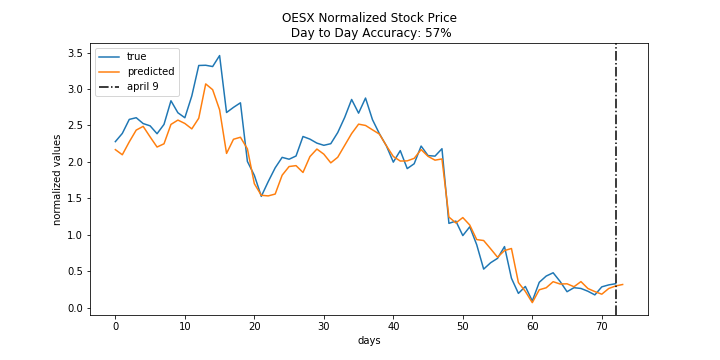 OESX Normalized Stock Price
Day to Day Accuracy: 57%
true
predicted
april 9
3.5
3.0
2.5
2.0
1.5
1.0
0.5
0.0
normalized values
0 10 20 30 40 50 60 70
days